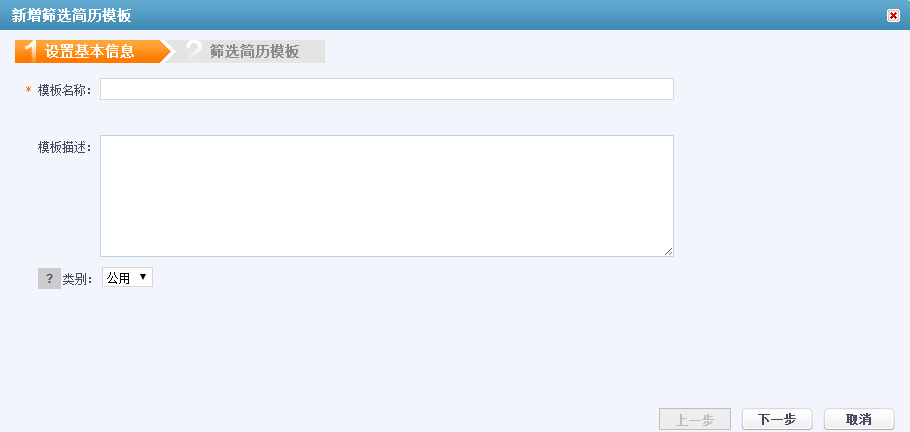 新增筛选简历模板
1 设置基本信息 2 筛选简历模板
* 模板名称：
模板描述：
? 类别： 公用
上一步 下一步 取消